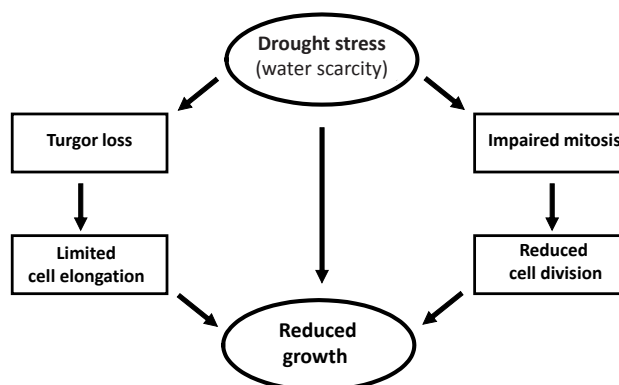 Drought stress
(water scarcity)
Turgor loss
Impaired mitosis
Limited
cell elongation
Reduced
cell division
Reduced
growth